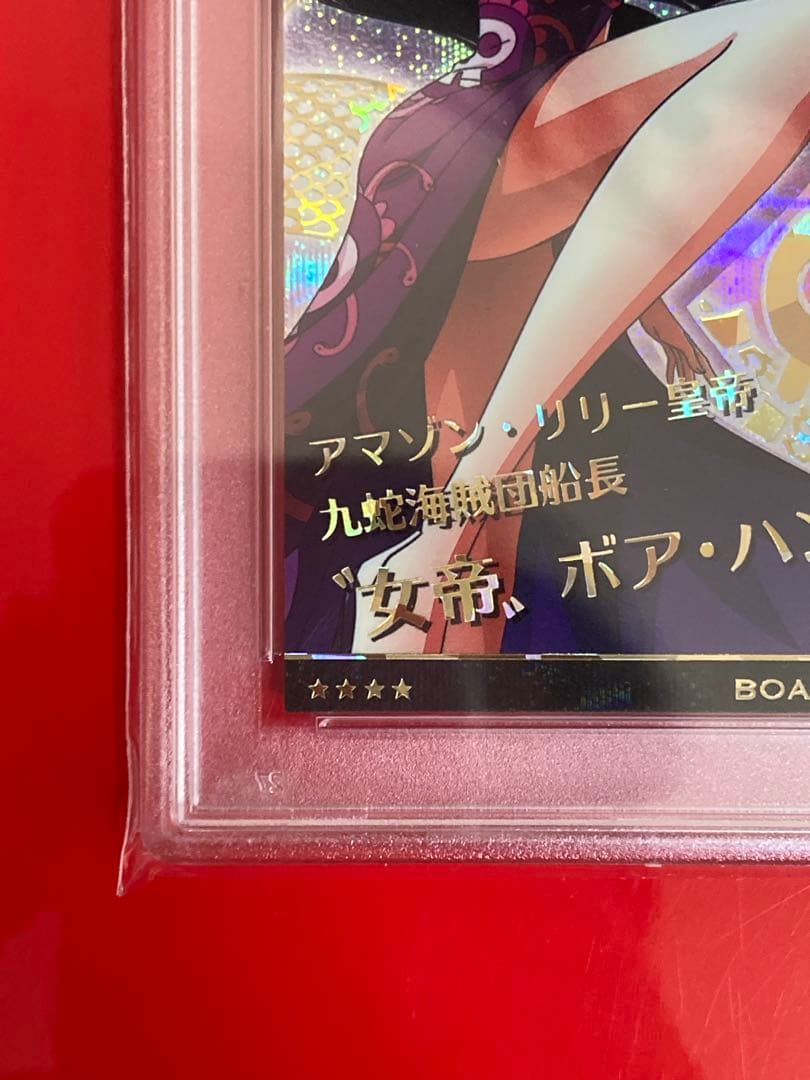 アマゾン・リリー皇帝
九蛇海賊団船長
〝女帝〟ボア・ハン
★★★★ BOA
34